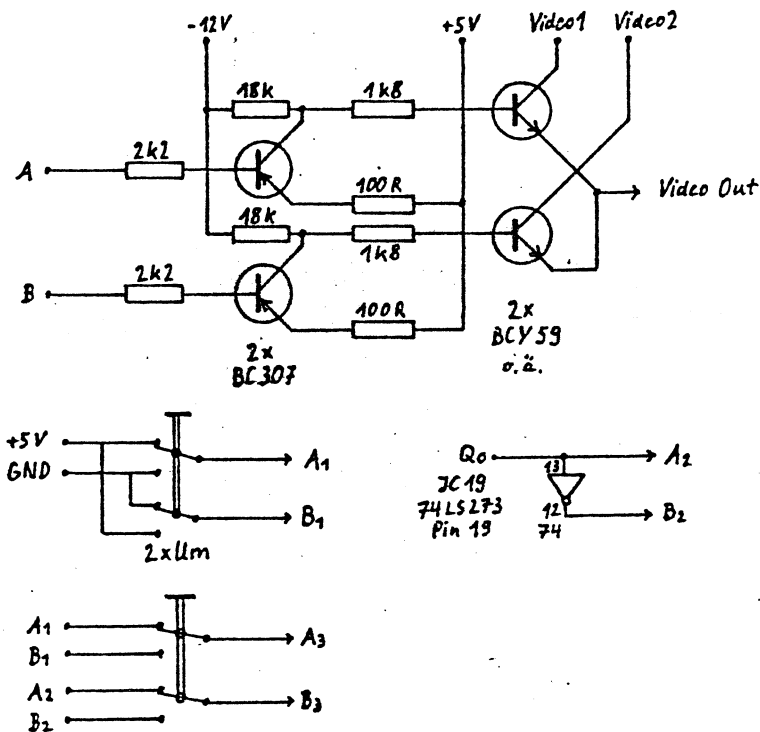 -12V +5V Video1 Video2
18k 1k8
A 2k2
100R Video Out
18k
1k8
B 2k2
100R
2x
BC307
2x
BCY59
o.ä.
+5V
GND
A1
B1
2xUm
Q0 A2
13
IC19
74LS273
Pin 19
12
74
B2
A1 A3
B1
A2 B3
B2